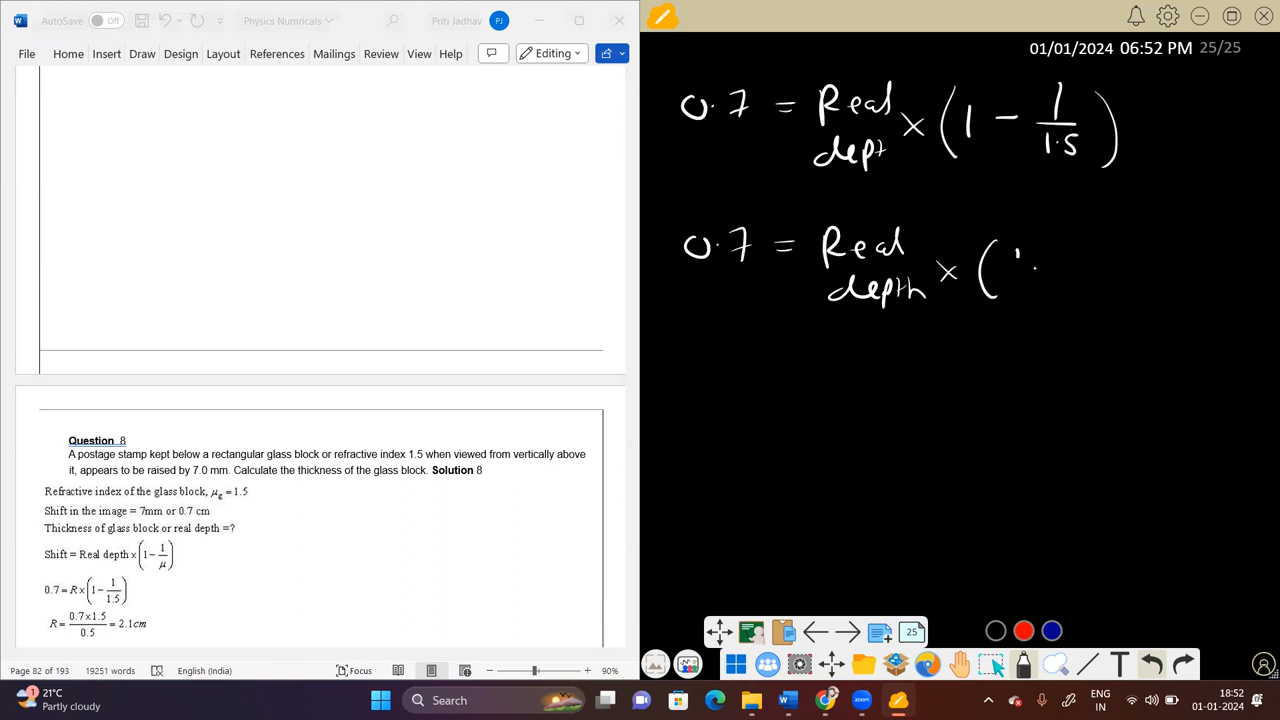 AutoSave Off Physics Numericals Priti Jadhav PJ
File Home Insert Draw Design Layout References Mailings Review View Help Editing
Question 8
A postage stamp kept below a rectangular glass block or refractive index 1.5 when viewed from vertically above
it, appears to be raised by 7.0 mm. Calculate the thickness of the glass block. Solution 8
Refractive index of the glass block, μg = 1.5
Shift in the image = 7mm or 0.7 cm
Thickness of glass block or real depth =?
Shift = Real depth × (1 − 1/μ)
0.7 = R × (1 − 1/1.5)
R = 0.7×1.5/0.5 = 2.1cm
Page 82 of 193 29151 words English (India) Focus 90%
01/01/2024 06:52 PM 25/25
0.7 = Real dept × (1 − 1/1.5)
0.7 = Real depth × (
25
21°C
Partly cloudy
Search
ENG
IN
18:52
01-01-2024